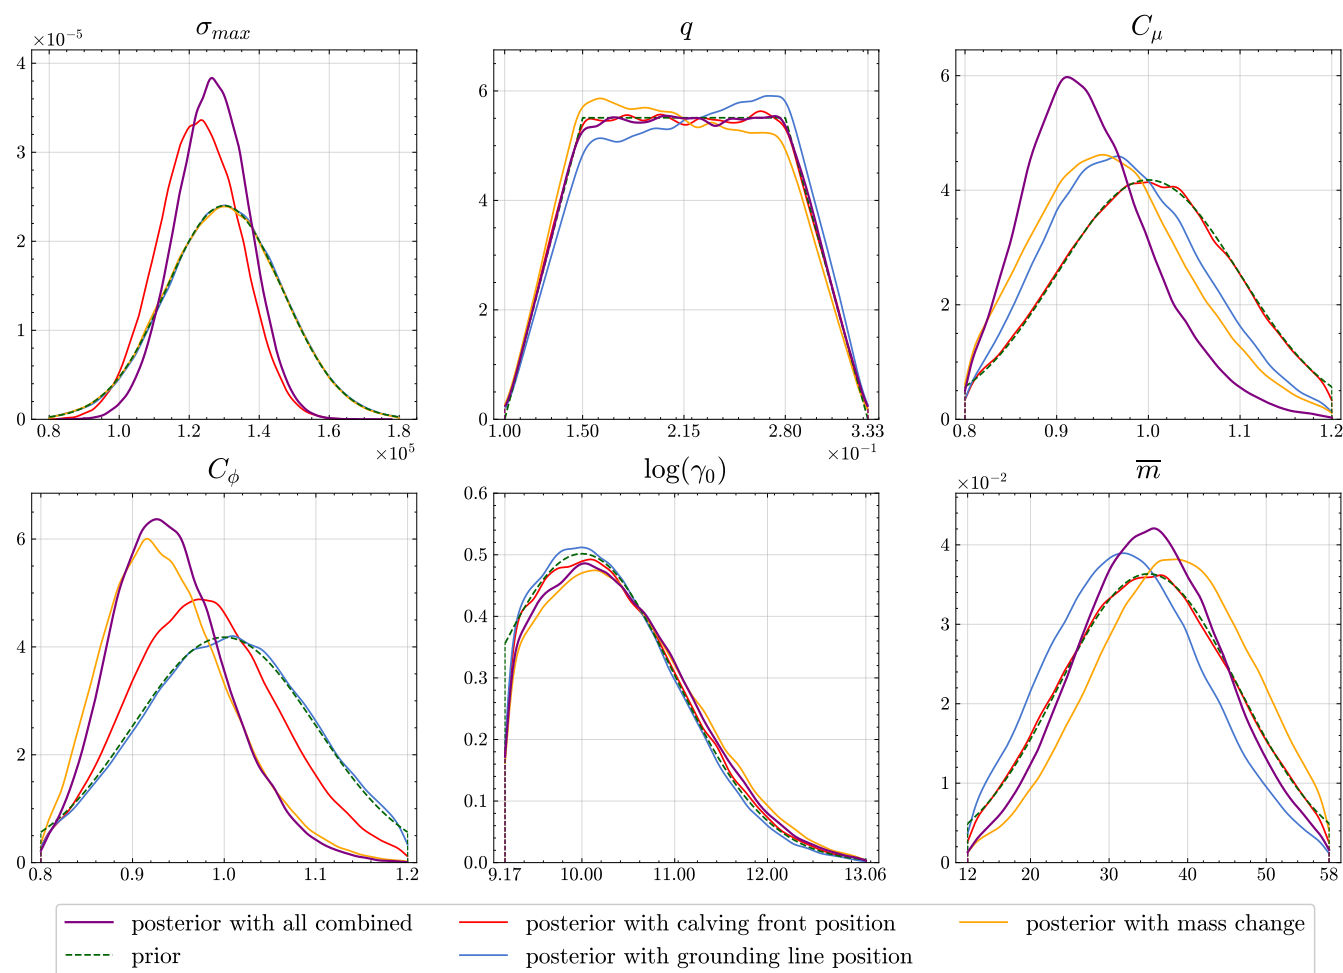 σ_max
q
C_μ
×10⁻⁵
4
3
2
1
0
0.8 1.0 1.2 1.4 1.6 1.8
×10⁵
6
4
2
0
1.00 1.50 2.15 2.80 3.33
×10⁻¹
6
4
2
0
0.8 0.9 1.0 1.1 1.2
C_ϕ
log(γ₀)
m̅
6
4
2
0
0.8 0.9 1.0 1.1 1.2
0.6
0.5
0.4
0.3
0.2
0.1
0.0
9.17 10.00 11.00 12.00 13.06
×10⁻²
4
3
2
1
0
12 20 30 40 50 58
posterior with all combined
prior
posterior with calving front position
posterior with grounding line position
posterior with mass change